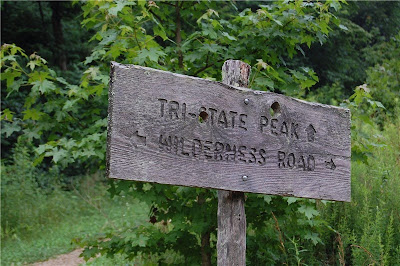 TRI-STATE PEAK ↑
← WILDERNESS ROAD →